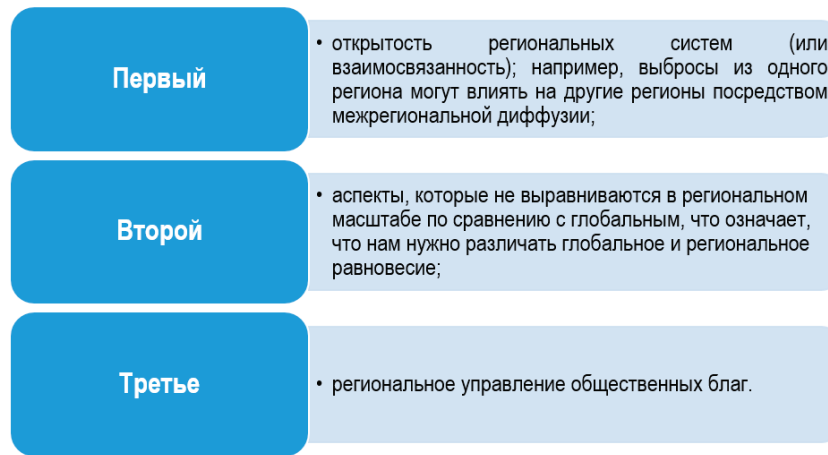 Первый
• открытость региональных систем (или
взаимосвязанность); например, выбросы из одного
региона могут влиять на другие регионы посредством
межрегиональной диффузии;
Второй
• аспекты, которые не выравниваются в региональном
масштабе по сравнению с глобальным, что означает,
что нам нужно различать глобальное и региональное
равновесие;
Третье
• региональное управление общественных благ.